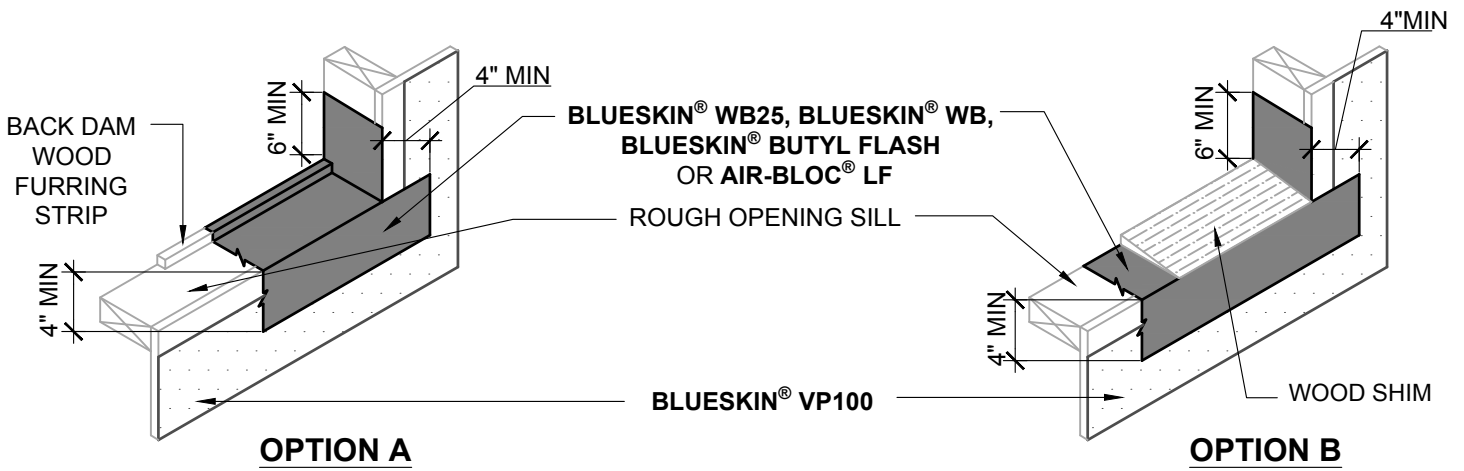 4" MIN
6" MIN
BACK DAM
WOOD
FURRING
STRIP
4" MIN
OPTION A
BLUESKIN® WB25, BLUESKIN® WB,
BLUESKIN® BUTYL FLASH
OR AIR-BLOC® LF
ROUGH OPENING SILL
BLUESKIN® VP100
4"MIN
6" MIN
4" MIN
WOOD SHIM
OPTION B